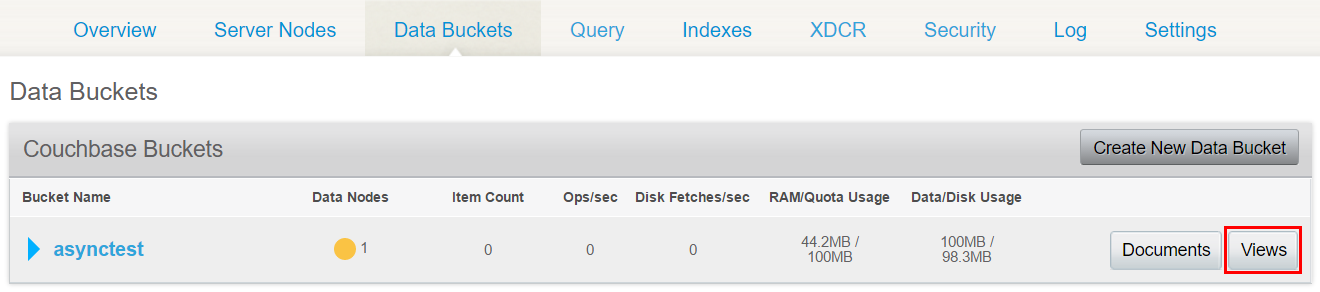 Overview Server Nodes Data Buckets Query Indexes XDCR Security Log Settings
Data Buckets
Couchbase Buckets Create New Data Bucket
Bucket Name Data Nodes Item Count Ops/sec Disk Fetches/sec RAM/Quota Usage Data/Disk Usage
asynctest 1 0 0 0 44.2MB / 100MB 100MB / 98.3MB Documents Views